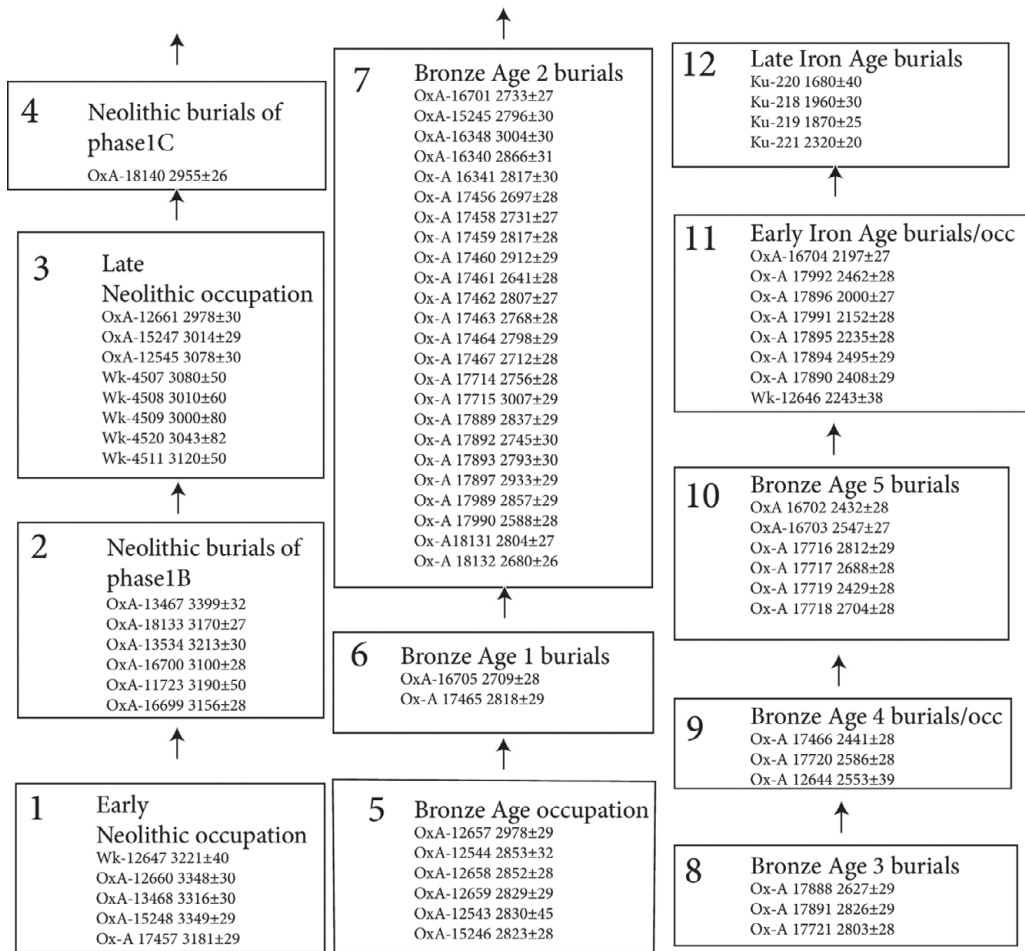 4
Neolithic burials of
phase1C
OxA-18140 2955±26
3
Late
Neolithic occupation
OxA-12661 2978±30
OxA-15247 3014±29
OxA-12545 3078±30
Wk-4507 3080±50
Wk-4508 3010±60
Wk-4509 3000±80
Wk-4520 3043±82
Wk-4511 3120±50
2
Neolithic burials of
phase1B
OxA-13467 3399±32
OxA-18133 3170±27
OxA-13534 3213±30
OxA-16700 3100±28
OxA-11723 3190±50
OxA-16699 3156±28
1
Early
Neolithic occupation
Wk-12647 3221±40
OxA-12660 3348±30
OxA-13468 3316±30
OxA-15248 3349±29
Ox-A 17457 3181±29
7
Bronze Age 2 burials
OxA-16701 2733±27
OxA-15245 2796±30
OxA-16348 3004±30
OxA-16340 2866±31
Ox-A 16341 2817±30
Ox-A 17456 2697±28
Ox-A 17458 2731±27
Ox-A 17459 2817±28
Ox-A 17460 2912±29
Ox-A 17461 2641±28
Ox-A 17462 2807±27
Ox-A 17463 2768±28
Ox-A 17464 2798±29
Ox-A 17467 2712±28
Ox-A 17714 2756±28
Ox-A 17715 3007±29
Ox-A 17889 2837±29
Ox-A 17892 2745±30
Ox-A 17893 2793±30
Ox-A 17897 2933±29
Ox-A 17989 2857±29
Ox-A 17990 2588±28
Ox-A18131 2804±27
Ox-A 18132 2680±26
6
Bronze Age 1 burials
OxA-16705 2709±28
Ox-A 17465 2818±29
5
Bronze Age occupation
OxA-12657 2978±29
OxA-12544 2853±32
OxA-12658 2852±28
OxA-12659 2829±29
OxA-12543 2830±45
OxA-15246 2823±28
12
Late Iron Age burials
Ku-220 1680±40
Ku-218 1960±30
Ku-219 1870±25
Ku-221 2320±20
11
Early Iron Age burials/occ
OxA-16704 2197±27
Ox-A 17992 2462±28
Ox-A 17896 2000±27
Ox-A 17991 2152±28
Ox-A 17895 2235±28
Ox-A 17894 2495±29
Ox-A 17890 2408±29
Wk-12646 2243±38
10
Bronze Age 5 burials
OxA 16702 2432±28
OxA-16703 2547±27
Ox-A 17716 2812±29
Ox-A 17717 2688±28
Ox-A 17719 2429±28
Ox-A 17718 2704±28
9
Bronze Age 4 burials/occ
Ox-A 17466 2441±28
Ox-A 17720 2586±28
Ox-A 12644 2553±39
8
Bronze Age 3 burials
Ox-A 17888 2627±29
Ox-A 17891 2826±29
Ox-A 17721 2803±28